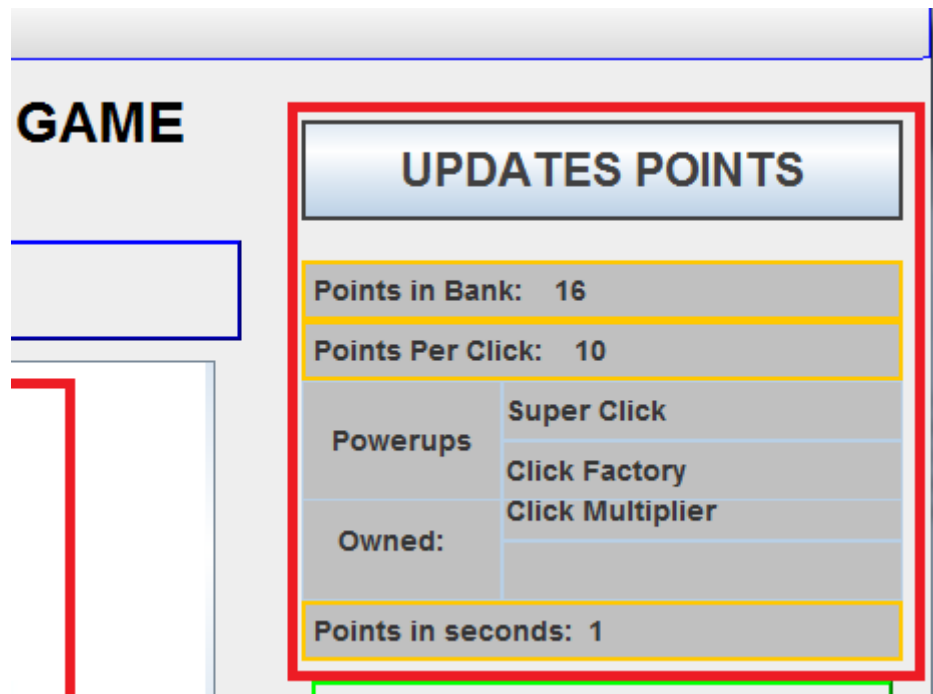 GAME
UPDATES POINTS
Points in Bank: 16
Points Per Click: 10
Powerups
Super Click
Click Factory
Owned:
Click Multiplier
Points in seconds: 1